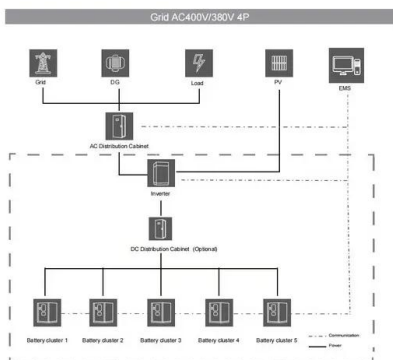 Grid AC400V/380V 4P
Grid
DG
Load
PV
EMS
AC Distribution Cabinet
Inverter
DC Distribution Cabinet (Optional)
Battery cluster 1
Battery cluster 2
Battery cluster 3
Battery cluster 4
Battery cluster 5
Communication
Power